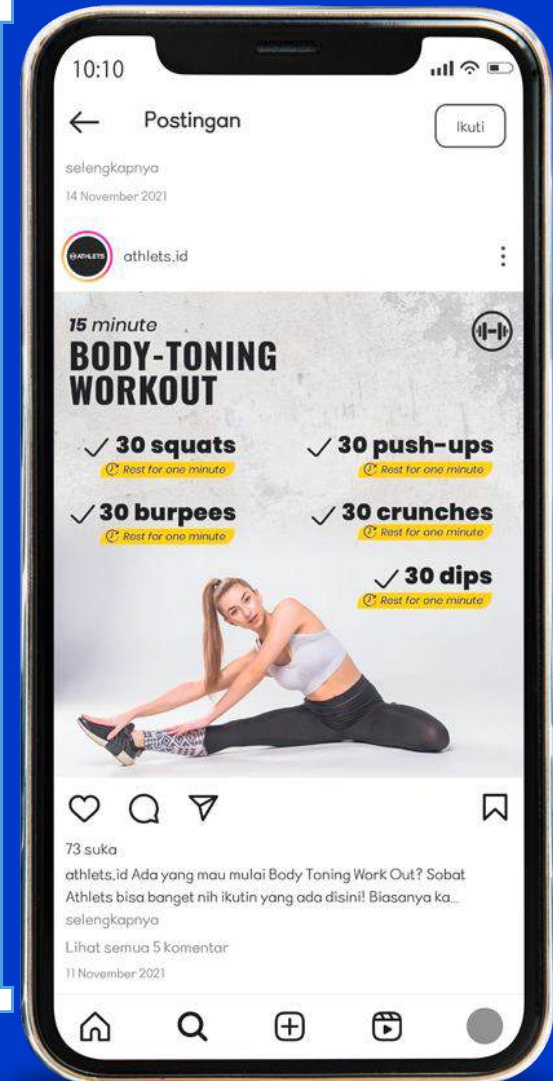 10:10
Postingan
Ikuti
selengkapnya
14 November 2021
ATHLETS
athlets.id
15 minute
BODY-TONING
WORKOUT
30 squats
Rest for one minute
30 push-ups
Rest for one minute
30 burpees
Rest for one minute
30 crunches
Rest for one minute
30 dips
Rest for one minute
73 suka
athlets.id Ada yang mau mulai Body Toning Work Out? Sobat
Athlets bisa banget nih ikutin yang ada disini! Biasanya ka...
selengkapnya
Lihat semua 5 komentar
11 November 2021